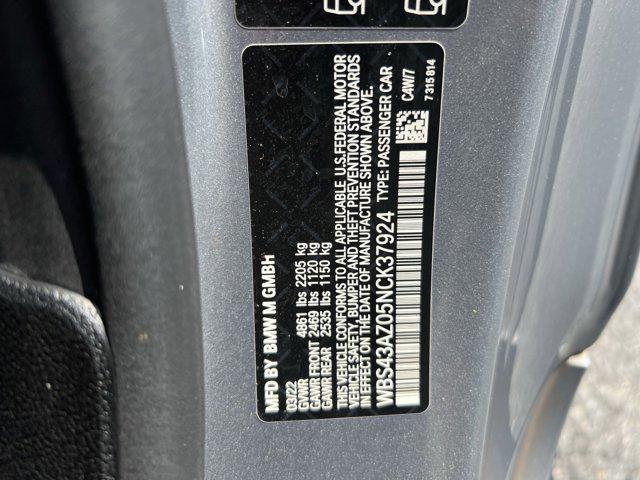 MFD BY BMW M GMBH
03/22
GVWR 4861 lbs 2205 kg
GAWR FRONT 2469 lbs 1120 kg
GAWR REAR 2535 lbs 1150 kg
THIS VEHICLE CONFORMS TO ALL APPLICABLE U.S.FEDERAL MOTOR
VEHICLE SAFETY, BUMPER AND THEFT PREVENTION STANDARDS
IN EFFECT ON THE DATE OF MANUFACTURE SHOWN ABOVE.
WBS43AZ05NCK37924 TYPE: PASSENGER CAR
C4W/7
7 315 814